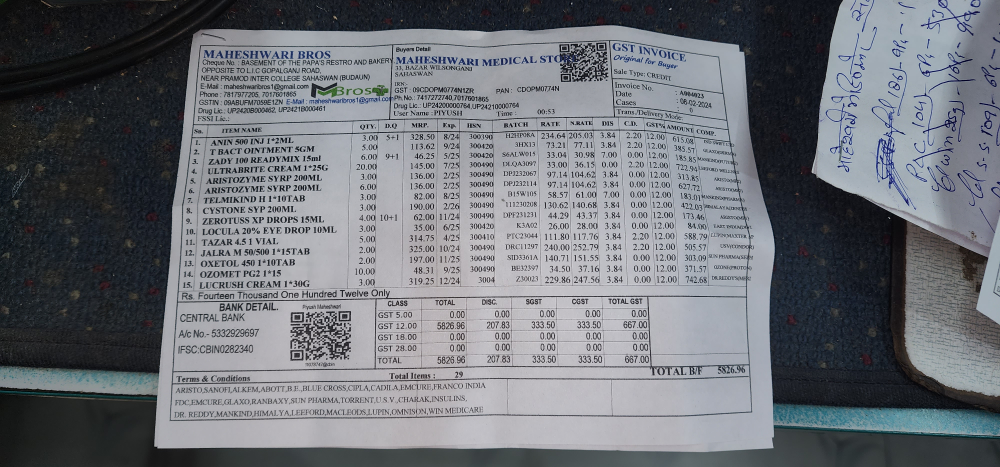 MAHESHWARI BROS
Cheque No : BASEMENT OF THE PAPA'S RESTRO AND BAKERY
OPPOSITE TO L I C GOPALGANJ ROAD,
NEAR PRAMOD INTER COLLEGE SAHASWAN (BUDAUN)
Phone : 7817977205, 7017601865
E-Mail : maheshwaribros1@gmail.com
GSTIN : 09ABUFM7059E1ZN
Drug Lic.: UP2420B000462, UP2421B000461
FSSI Lic.:
MBros
Buyers Detail
MAHESHWARI MEDICAL STO
33, BAZAR WILSONGANJ
SAHASWAN
GST : 09CDOPM0774N1ZR PAN : CDOPM0774N
Ph.No.: 7417272740,7017601865
Drug Lic.: UP24200000764 UP24210000764
User Name : PIYUSH 00:53
GST INVOICE
Original for Buyer
Sale Type: CREDIT
Invoice No. : A004023
Date : 08-02-2024
Cases : 0
Trans./Delivery Mode:
Sn. ITEM NAME QTY. D.Q MRP. Exp. HSN BATCH RATE N.RATE DIS C.D. GST% AMOUNT COMP.
1. ANIN 500 INJ 1*2ML 3.00 5+1 328.50 8/24 300390 H2HF08A 234.64 205.03 3.84 2.20 12.00 615.08
2. T BACT OINTMENT 5GM 5.00 113.62 9/24 300420 3HX13 73.21 77.11 3.84 2.20 12.00 385.57
3. ZADY 100 READYMIX 15ml 6.00 9+1 46.25 5/25 300490 S6ALW015 33.04 30.98 7.00 0.00 12.00 185.85
4. ULTRABRITE CREAM 1*25G 20.00 145.00 7/25 300490 DLQA3097 33.00 36.15 0.00 2.20 12.00 722.94
5. ARISTOZYME SYRP 200ML 3.00 136.00 2/25 300490 DPJ232067 97.14 104.62 3.84 0.00 12.00 313.85
6. ARISTOZYME SYRP 200ML 6.00 136.00 2/25 300490 DPJ232114 97.14 104.62 3.84 0.00 12.00 627.72
7. TELMIKIND H 1*10TAB 3.00 82.00 8/25 300490 B15W105 58.57 61.00 7.00 0.00 12.00 183.01
8. CYSTONE SYP 200ML 3.00 190.00 2/26 300490 111230208 130.62 140.68 3.84 0.00 12.00 422.03
9. ZEROTUSS XP DROPS 15ML 4.00 10+1 62.00 11/24 300490 DPF231231 44.29 43.37 3.84 0.00 12.00 173.46
10. LOCULA 20% EYE DROP 10ML 3.00 35.00 6/25 300420 K3A02 26.00 28.00 3.84 0.00 12.00 84.00
11. TAZAR 4.5 1 VIAL 5.00 314.75 4/25 300410 PTC23044 111.80 117.76 3.84 2.20 12.00 588.79
12. JALRA M 50/500 1*15TAB 2.00 325.00 10/24 300490 DRC11297 240.00 252.79 3.84 2.20 12.00 505.57
13. OXETOL 450 1*10TAB 2.00 197.00 11/25 300490 SID3361A 140.71 151.55 3.84 0.00 12.00 303.09
14. OZOMET PG2 1*15 10.00 48.31 9/25 300490 BE32397 34.50 37.16 3.84 0.00 12.00 371.57
15. LUCRUSH CREAM 1*30G 3.00 319.25 12/24 3004 Z30023 229.86 247.56 3.84 0.00 12.00 742.68
Rs. Fourteen Thousand One Hundred Twelve Only
BANK DETAIL.
CENTRAL BANK
A/c No.- 5332929697
IFSC:CBIN0282340
Piyush Maheshwari
CLASS TOTAL DISC. SGST CGST TOTAL GST
GST 5.00 0.00 0.00 0.00 0.00 0.00
GST 12.00 5826.96 207.83 333.50 333.50 667.00
GST 18.00 0.00 0.00 0.00 0.00 0.00
GST 28.00 0.00 0.00 0.00 0.00 0.00
TOTAL 5826.96 207.83 333.50 333.50 667.00
TOTAL B/F 5826.96
Terms & Conditions Total Items : 29
ARISTO,SANOFI,ALKEM,ABOTT,B.E.,BLUE CROSS,CIPLA,CADILA,EMCURE,FRANCO INDIA
FDC,EMCURE,GLAXO,RANBAXY,SUN PHARMA,TORRENT,U.S.V.,CHARAK,INSULINS,
DR. REDDY,MANKIND,HIMALYA,LEEFORD,MACLEODS,LUPIN,OMNISON,WIN MEDICARE